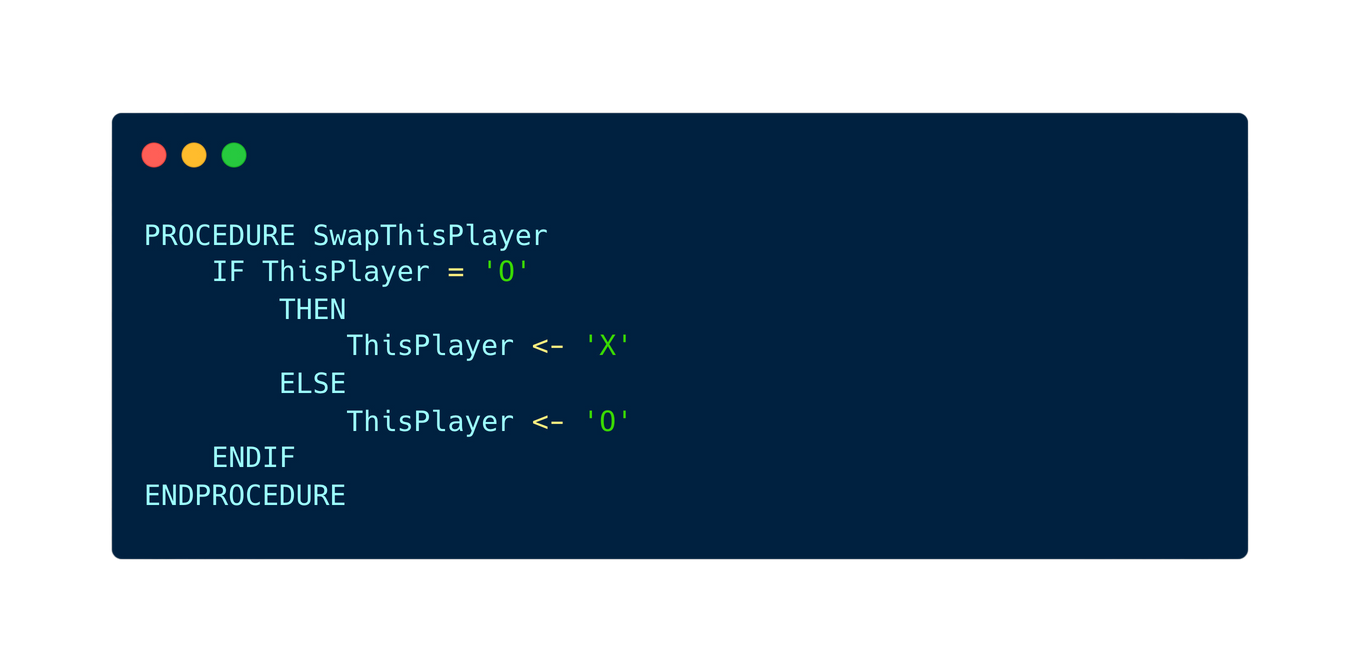 PROCEDURE SwapThisPlayer
    IF ThisPlayer = 'O'
        THEN
            ThisPlayer <- 'X'
        ELSE
            ThisPlayer <- 'O'
    ENDIF
ENDPROCEDURE